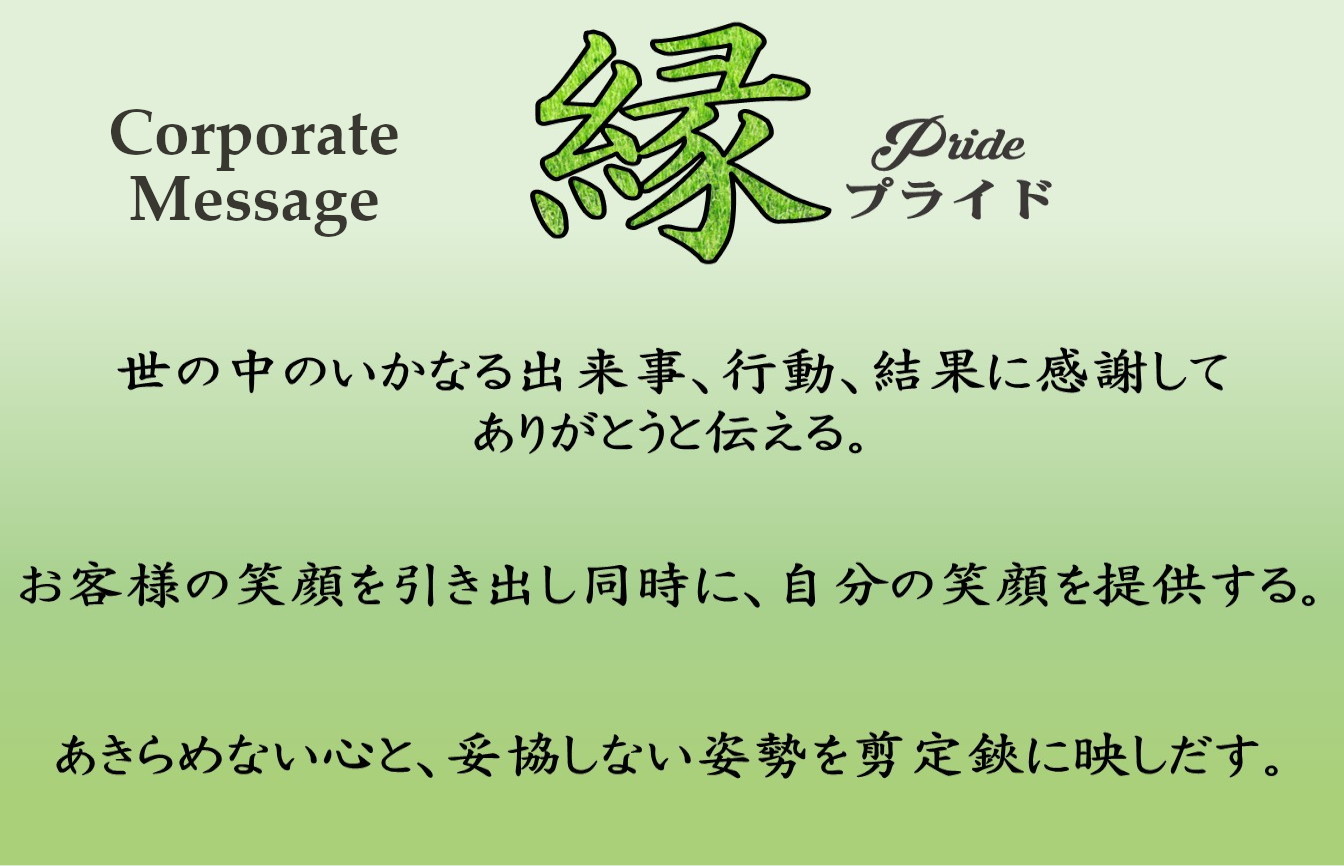 Corporate
Message
縁
Pride
プライド
世の中のいかなる出来事、行動、結果に感謝して
ありがとうと伝える。
お客様の笑顔を引き出し同時に、自分の笑顔を提供する。
あきらめない心と、妥協しない姿勢を剪定鋏に映しだす。